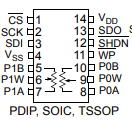 CS 1 14 VDD
SCK 2 13 SDO
SDI 3 12 SHDN
VSS 4 11 WP
P1B 5 10 P0B
P1W 6 9 P0W
P1A 7 8 P0A
PDIP, SOIC, TSSOP